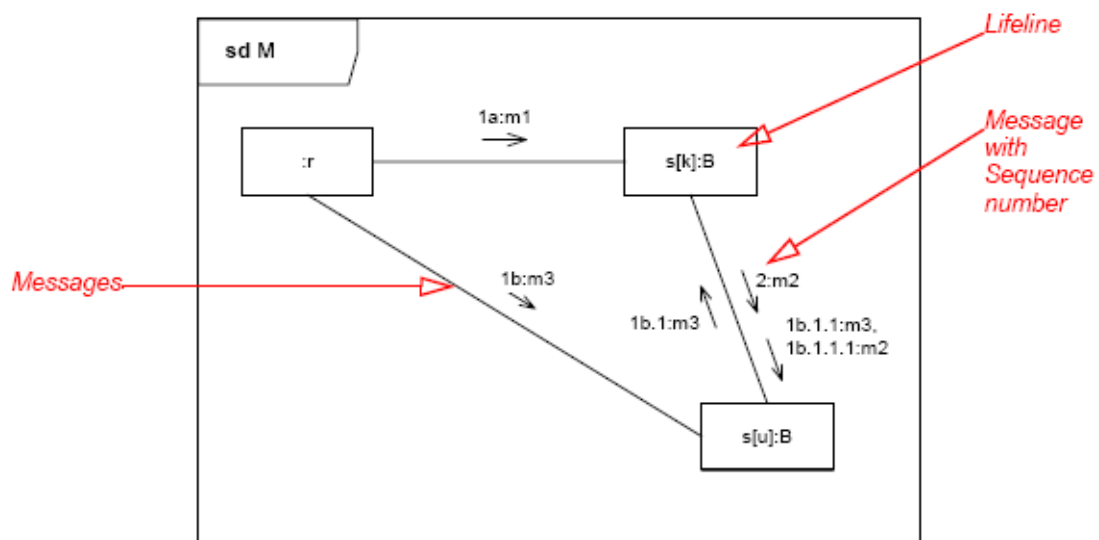 Lifeline
sd M
1a:m1
Message
with
Sequence
number
:r
s[k]:B
Messages
1b:m3
2:m2
1b.1:m3
1b.1.1:m3,
1b.1.1.1:m2
s[u]:B